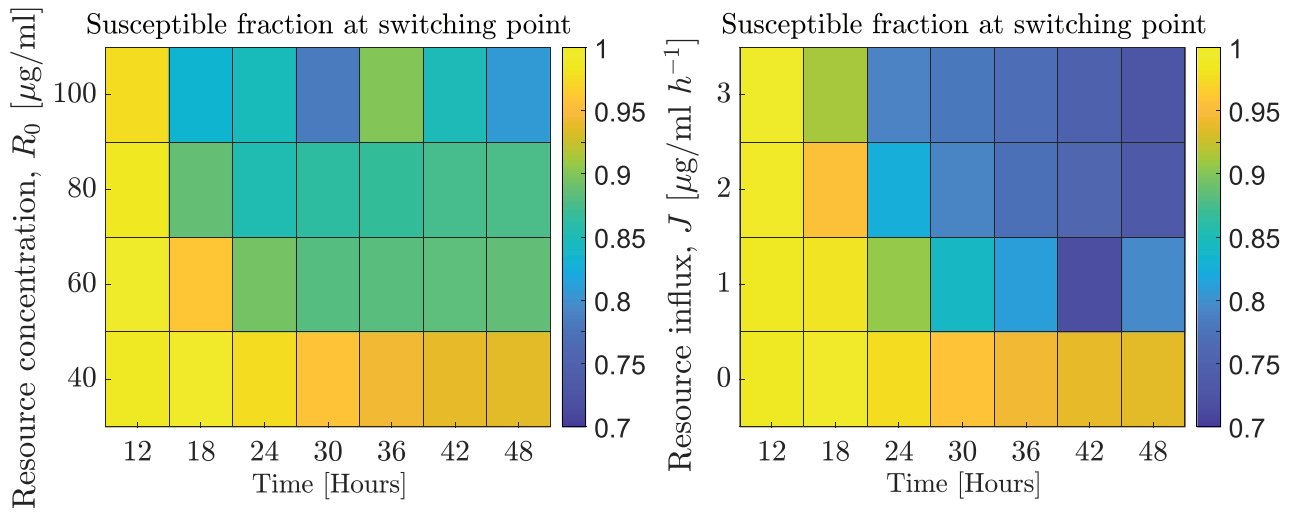 Susceptible fraction at switching point
Resource concentration, R₀ [μg/ml]
100
80
60
40
12 18 24 30 36 42 48
Time [Hours]
1
0.95
0.9
0.85
0.8
0.75
0.7
Susceptible fraction at switching point
Resource influx, J [μg/ml h⁻¹]
3
2
1
0
12 18 24 30 36 42 48
Time [Hours]
1
0.95
0.9
0.85
0.8
0.75
0.7